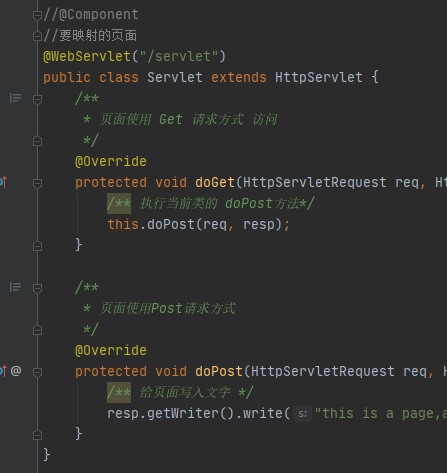 //@Component
//要映射的页面
@WebServlet("/servlet")
public class Servlet extends HttpServlet {
/**
* 页面使用 Get 请求方式 访问
*/
@Override
protected void doGet(HttpServletRequest req, Ht
/** 执行当前类的 doPost方法*/
this.doPost(req, resp);
}
/**
* 页面使用Post请求方式
*/
@Override
@ protected void doPost(HttpServletRequest req, H
/** 给页面写入文字 */
resp.getWriter().write( s: "this is a page,a
}
}